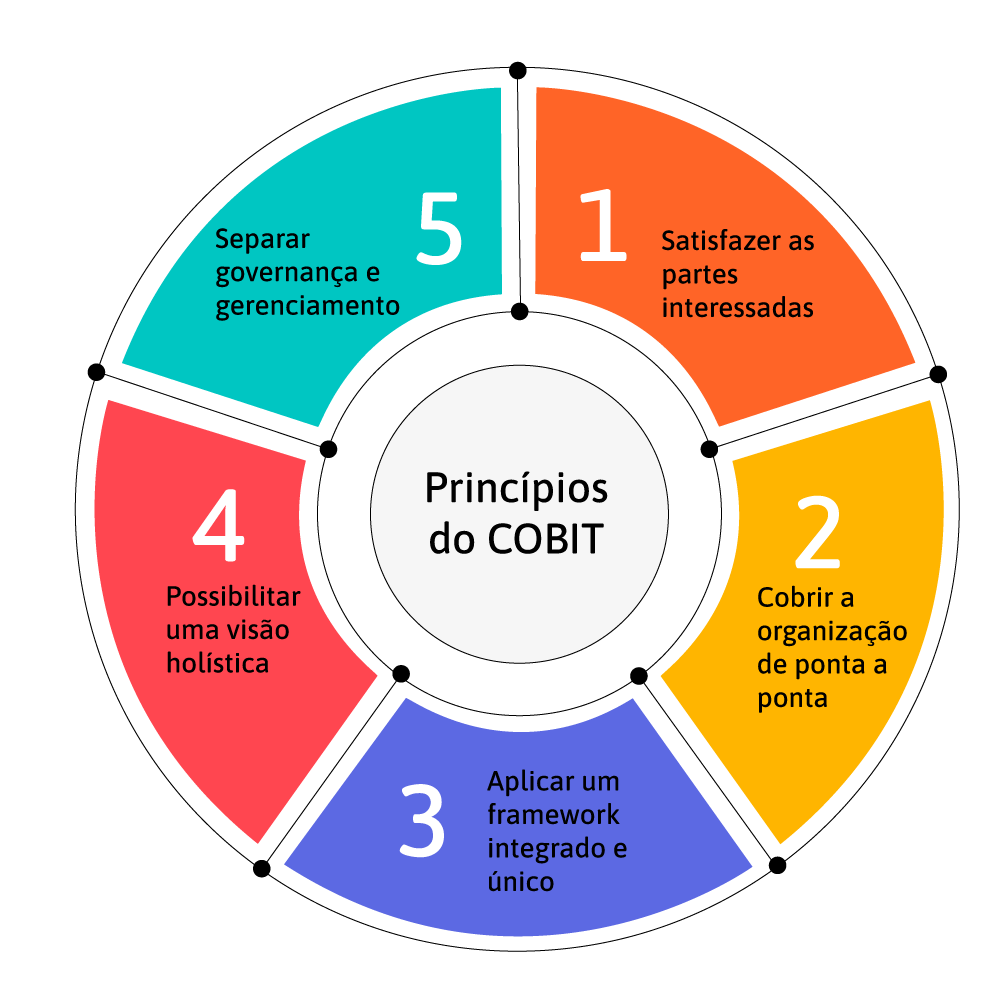 Princípios
do COBIT
1
Satisfazer as
partes
interessadas
2
Cobrir a
organização
de ponta a
ponta
3
Aplicar um
framework
integrado e
único
4
Possibilitar
uma visão
holística
5
Separar
governança e
gerenciamento